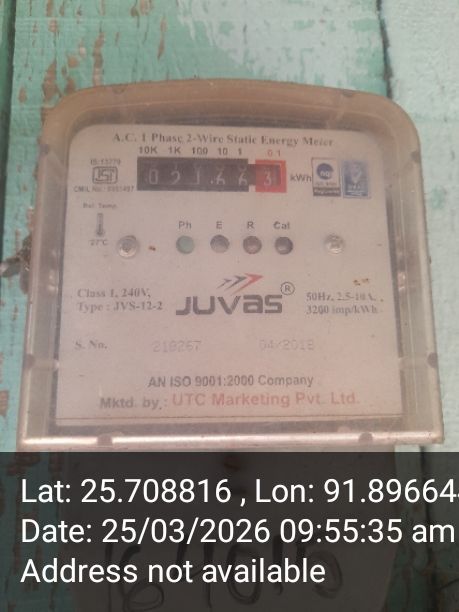 A.C. 1 Phase 2-Wire Static Energy Meter
10K 1K 100 10 1 0.1
IS:13779
ISI
kWh
Rel. Temp.
27°C
Ph E R Cal
JUVAS®
Class 1, 240V,
Type : JVS-12-2
50Hz, 2.5-10A,
3200 imp/kWh
S. No. 218267 04/2018
AN ISO 9001:2000 Company
Mktd. by : UTC Marketing Pvt. Ltd.
Lat: 25.708816 , Lon: 91.89664
Date: 25/03/2026 09:55:35 am
Address not available